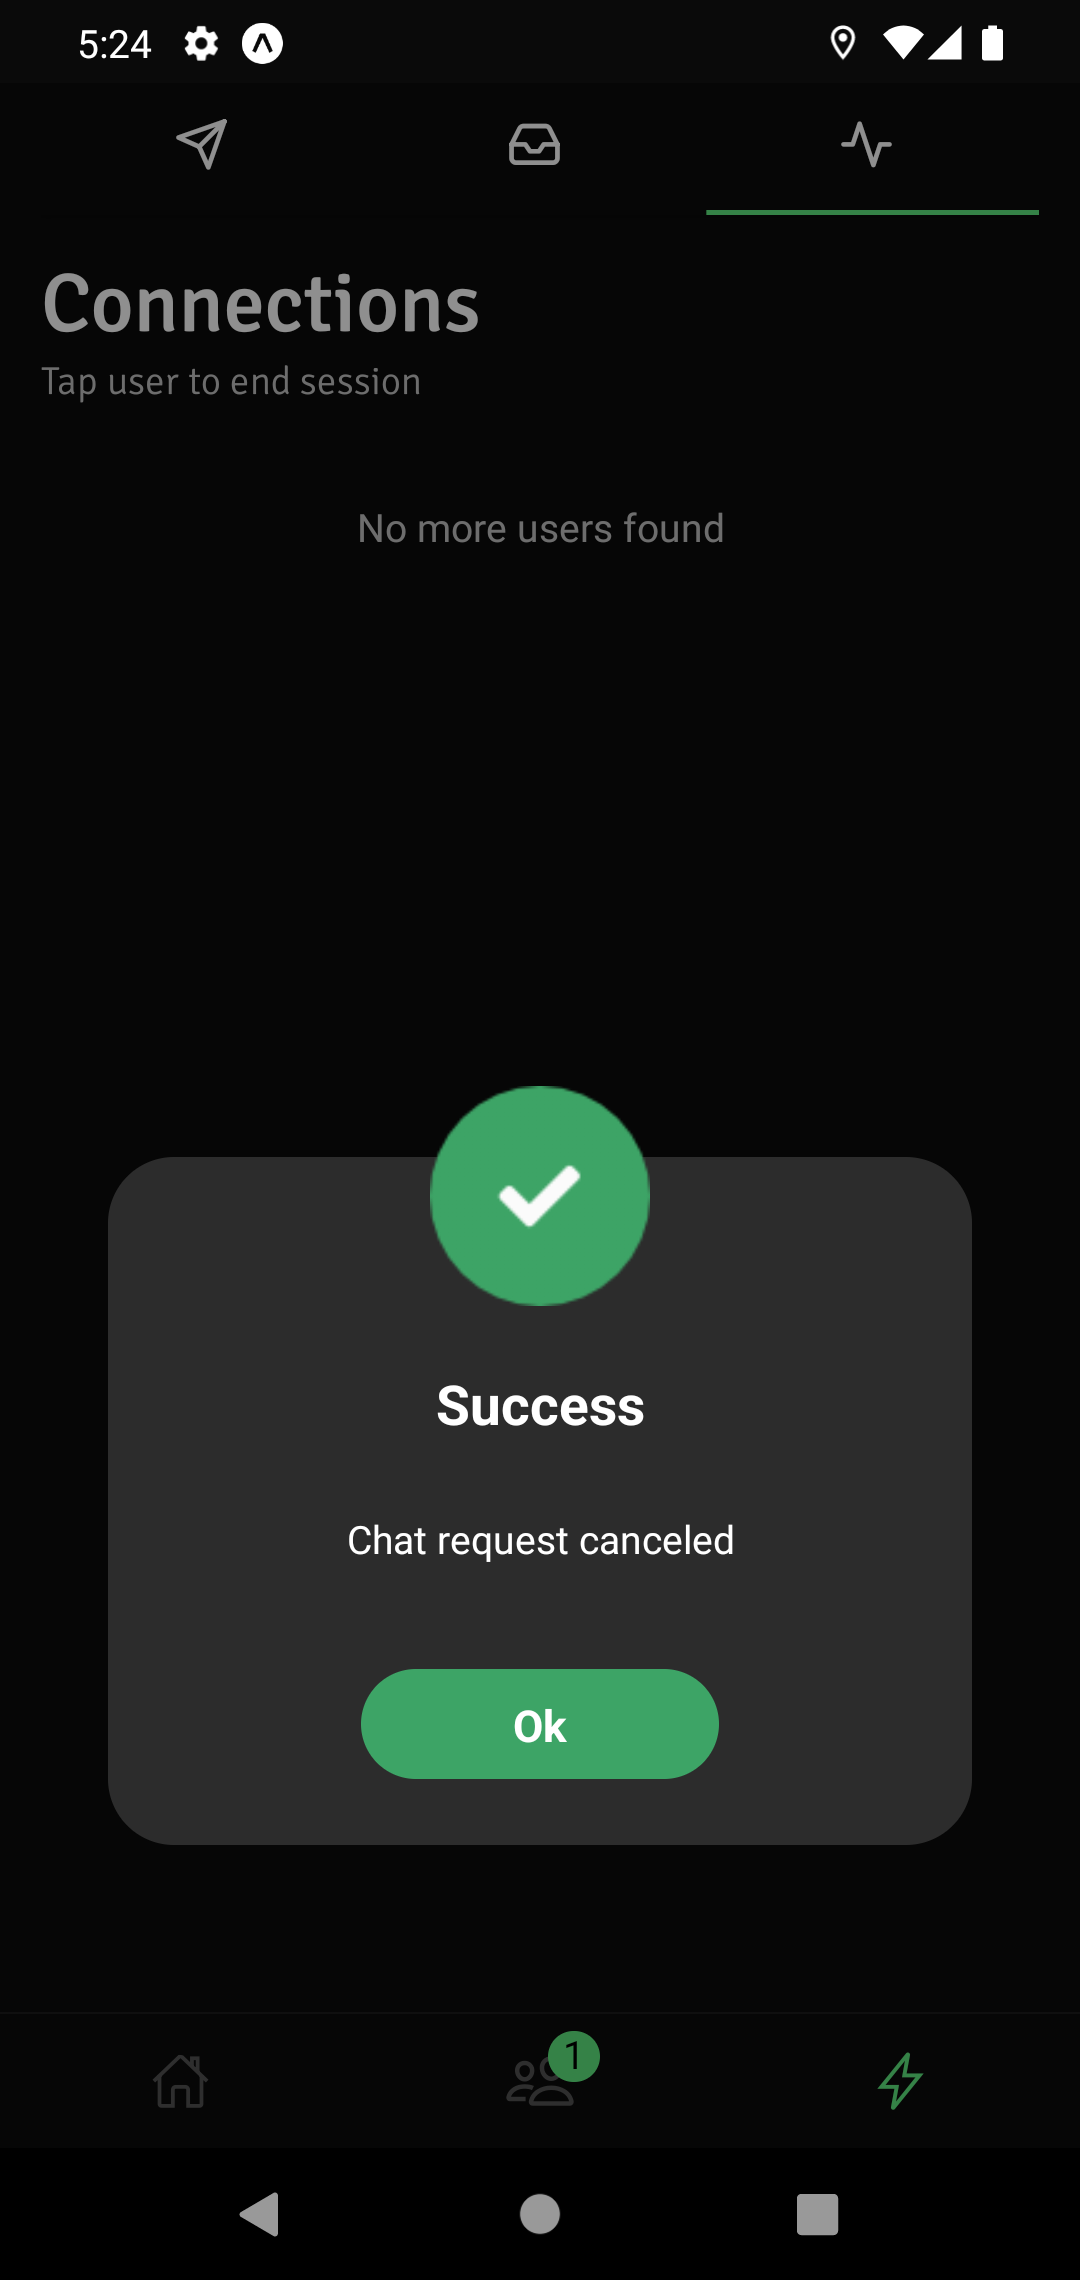 5:24
Connections
Tap user to end session
No more users found
Success
Chat request canceled
Ok
1